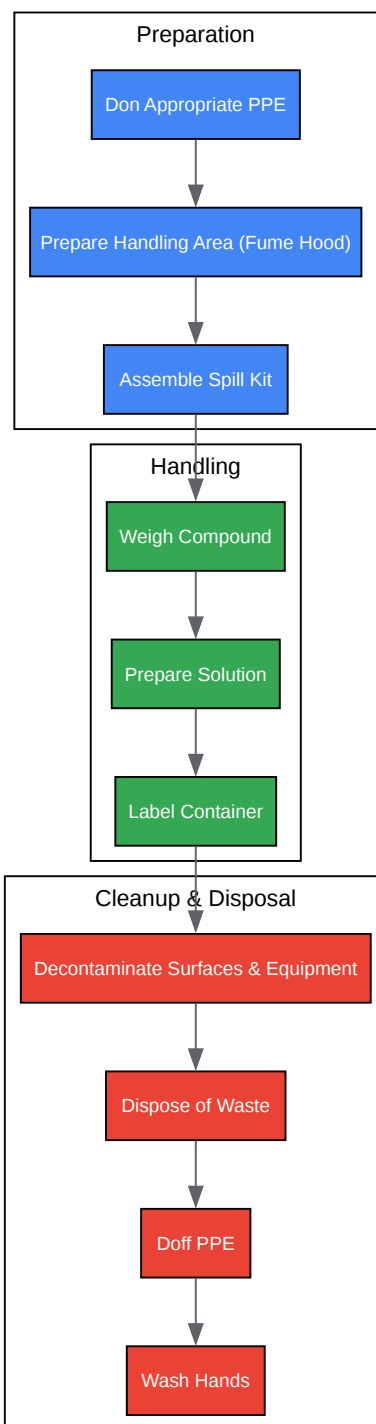 Preparation
Don Appropriate PPE
Prepare Handling Area (Fume Hood)
Assemble Spill Kit
Handling
Weigh Compound
Prepare Solution
Label Container
Cleanup & Disposal
Decontaminate Surfaces & Equipment
Dispose of Waste
Doff PPE
Wash Hands